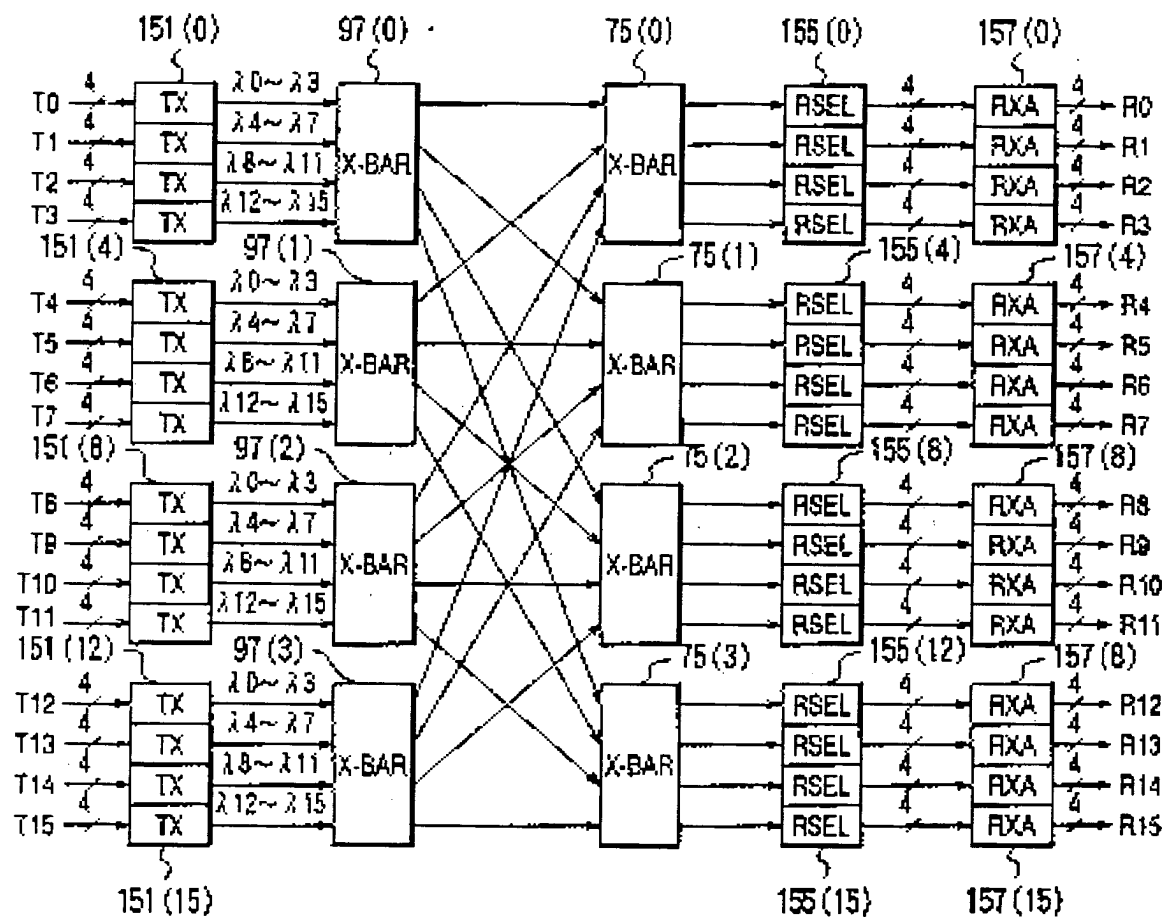 151(0) 97(0) 75(0) 155(0) 157(0)
T0 4 TX λ0~λ3 X-BAR X-BAR RSEL 4 RXA 4 R0
T1 4 TX λ4~λ7 RSEL 4 RXA 4 R1
T2 4 TX λ8~λ11 RSEL 4 RXA 4 R2
T3 4 TX λ12~λ15 RSEL 4 RXA 4 R3
151(4) 97(1) 75(1) 155(4) 157(4)
T4 4 TX λ0~λ3 X-BAR X-BAR RSEL 4 RXA 4 R4
T5 4 TX λ4~λ7 RSEL 4 RXA 4 R5
T6 4 TX λ8~λ11 RSEL 4 RXA 4 R6
T7 4 TX λ12~λ15 RSEL 4 RXA 4 R7
151(8) 97(2) 75(2) 155(8) 157(8)
T8 4 TX λ0~λ3 X-BAR X-BAR RSEL 4 RXA 4 R8
T9 4 TX λ4~λ7 RSEL 4 RXA 4 R9
T10 4 TX λ8~λ11 RSEL 4 RXA 4 R10
T11 4 TX λ12~λ15 RSEL 4 RXA 4 R11
151(12) 97(3) 75(3) 155(12) 157(8)
T12 4 TX λ0~λ3 X-BAR X-BAR RSEL 4 RXA 4 R12
T13 4 TX λ4~λ7 RSEL 4 RXA 4 R13
T14 4 TX λ8~λ11 RSEL 4 RXA 4 R14
T15 4 TX λ12~λ15 RSEL 4 RXA 4 R15
151(15) 155(15) 157(15)